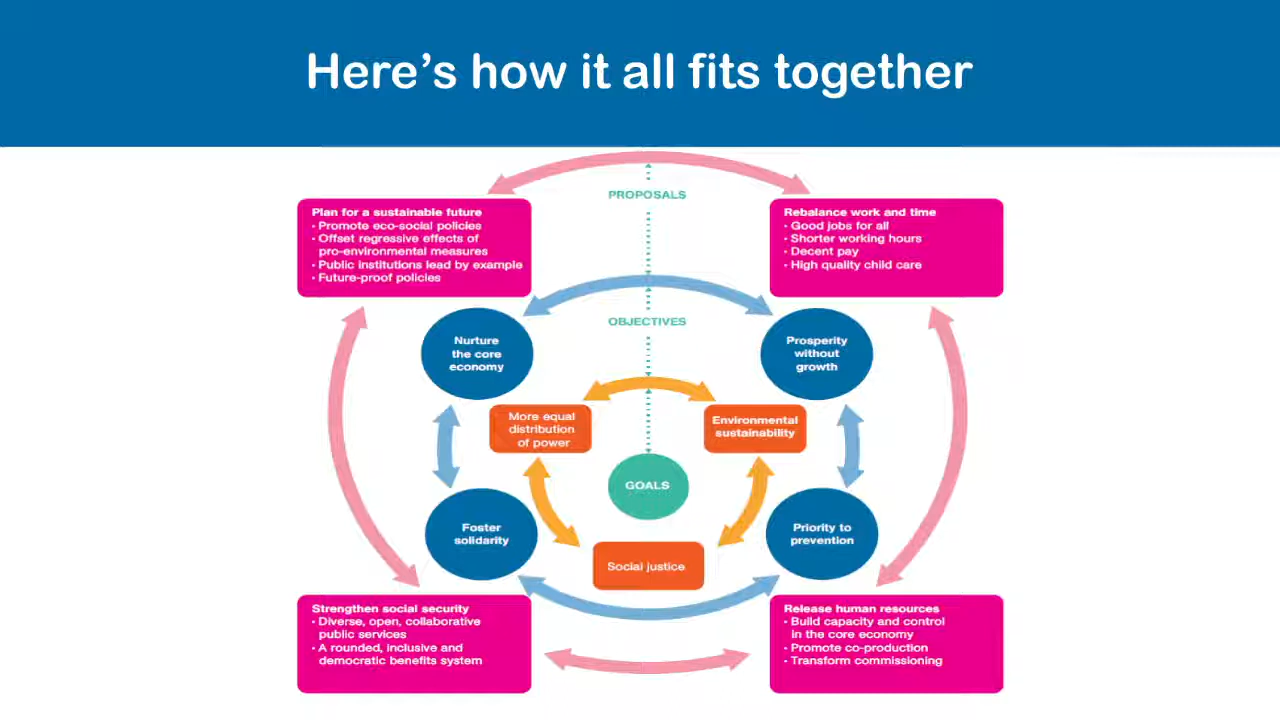 Here’s how it all fits together
PROPOSALS
Plan for a sustainable future
· Promote eco-social policies
· Offset regressive effects of
pro-environmental measures
· Public institutions lead by example
· Future-proof policies
Rebalance work and time
· Good jobs for all
· Shorter working hours
· Decent pay
· High quality child care
OBJECTIVES
Nurture
the core
economy
Prosperity
without
growth
More equal
distribution
of power
Environmental
sustainability
GOALS
Foster
solidarity
Priority to
prevention
Social justice
Strengthen social security
· Diverse, open, collaborative
public services
· A rounded, inclusive and
democratic benefits system
Release human resources
· Build capacity and control
in the core economy
· Promote co-production
· Transform commissioning